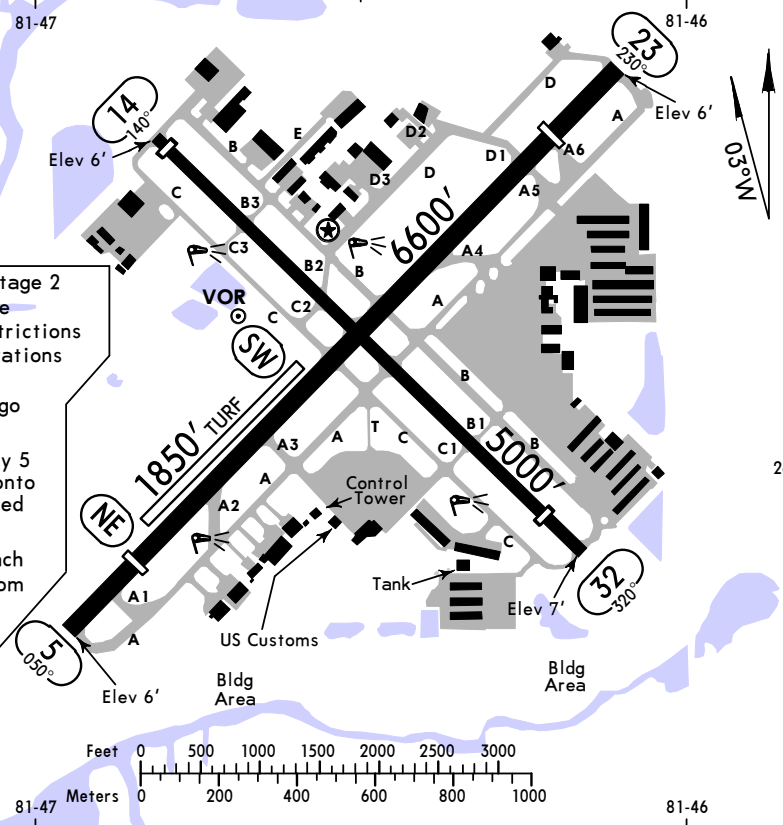 81-47
81-46
23
230°
14
140°
Elev 6′
Elev 6′
03°W
D
A
D2
E
B
D1
A6
D
D3
A5
C
B3
6600′
C3
A4
B2
B
VOR
C2
A
C
SW
tage 2
e
trictions
ations
go
y 5
onto
ed
ach
om
1850′ TURF
B
B1
B
5000′
A3
A
T
C
C1
A
Control
Tower
A2
NE
C
Tank
A1
A
32
320°
Elev 7′
US Customs
5
050°
Elev 6′
Bldg
Area
Bldg
Area
2
Feet 0 500 1000 1500 2000 2500 3000
Meters 0 200 400 600 800 1000
81-47
81-46